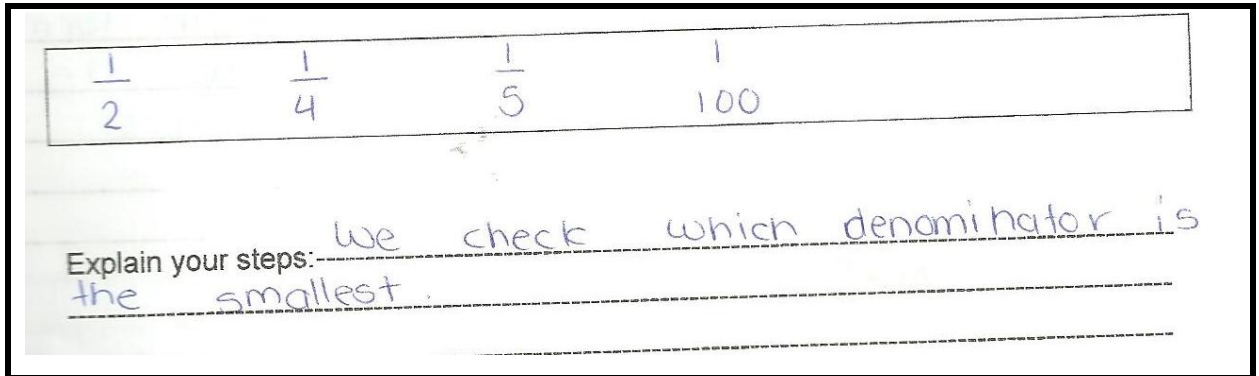 1 1 1 1
2 4 5 100
Explain your steps: We check which denominator is
the smallest.